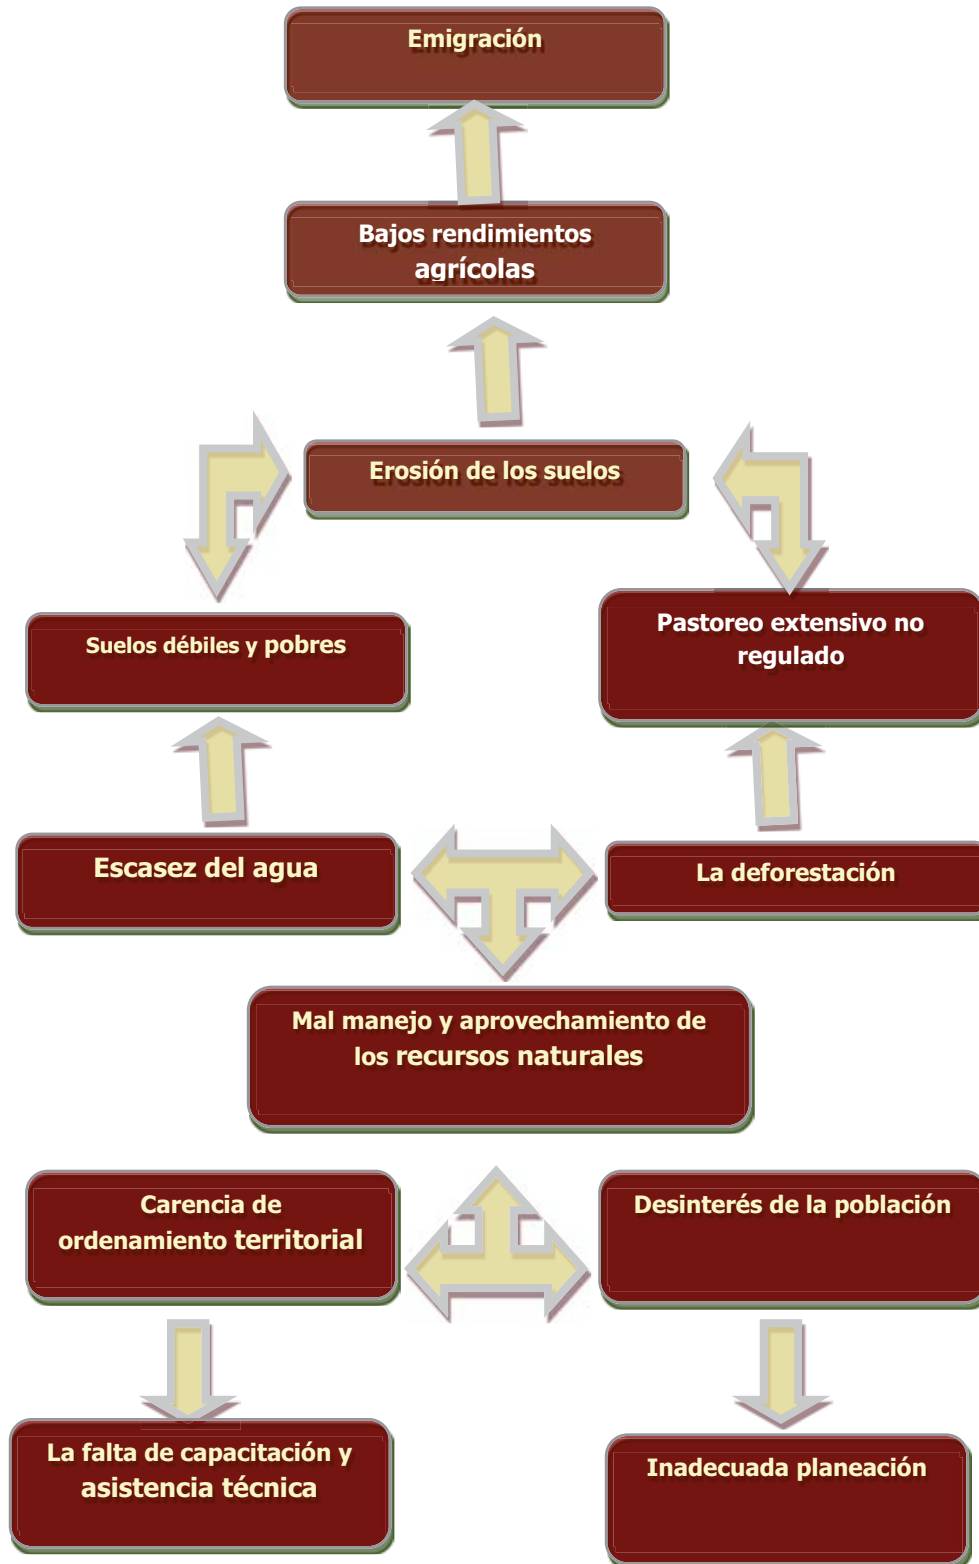 Emigración
Bajos rendimientos
agrícolas
Erosión de los suelos
Suelos débiles y pobres
Pastoreo extensivo no
regulado
Escasez del agua
La deforestación
Mal manejo y aprovechamiento de
los recursos naturales
Carencia de
ordenamiento territorial
Desinterés de la población
La falta de capacitación y
asistencia técnica
Inadecuada planeación